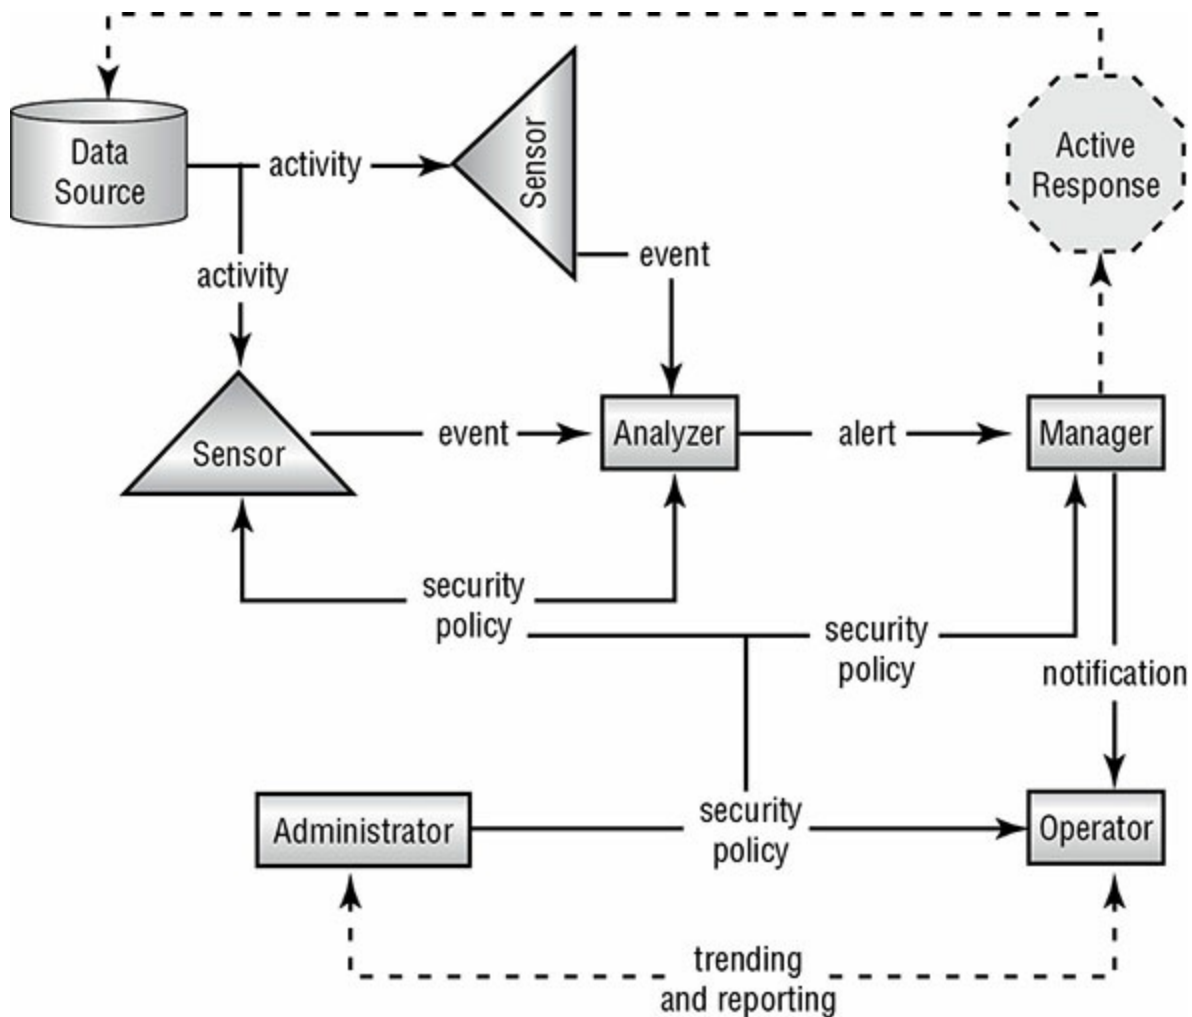 Data
Source
activity
Sensor
Active
Response
activity
event
Sensor
event
Analyzer
alert
Manager
security
policy
security
policy
notification
Administrator
security
policy
Operator
trending
and reporting